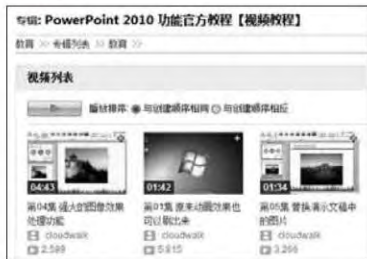 专辑: PowerPoint 2010 功能官方教程【视频教程】
教育 >> 专辑列表 >> 教育 >>
视频列表
播放排序: 与创建顺序相同 与创建顺序相反
04:43
01:42
01:34
第04集 强大的图像效果
处理功能
cloudwalk
2,589
第01集 原来动画效果也
可以刷出来
cloudwalk
5,815
第05集 替换演示文稿中
的图片
cloudwalk
3,266